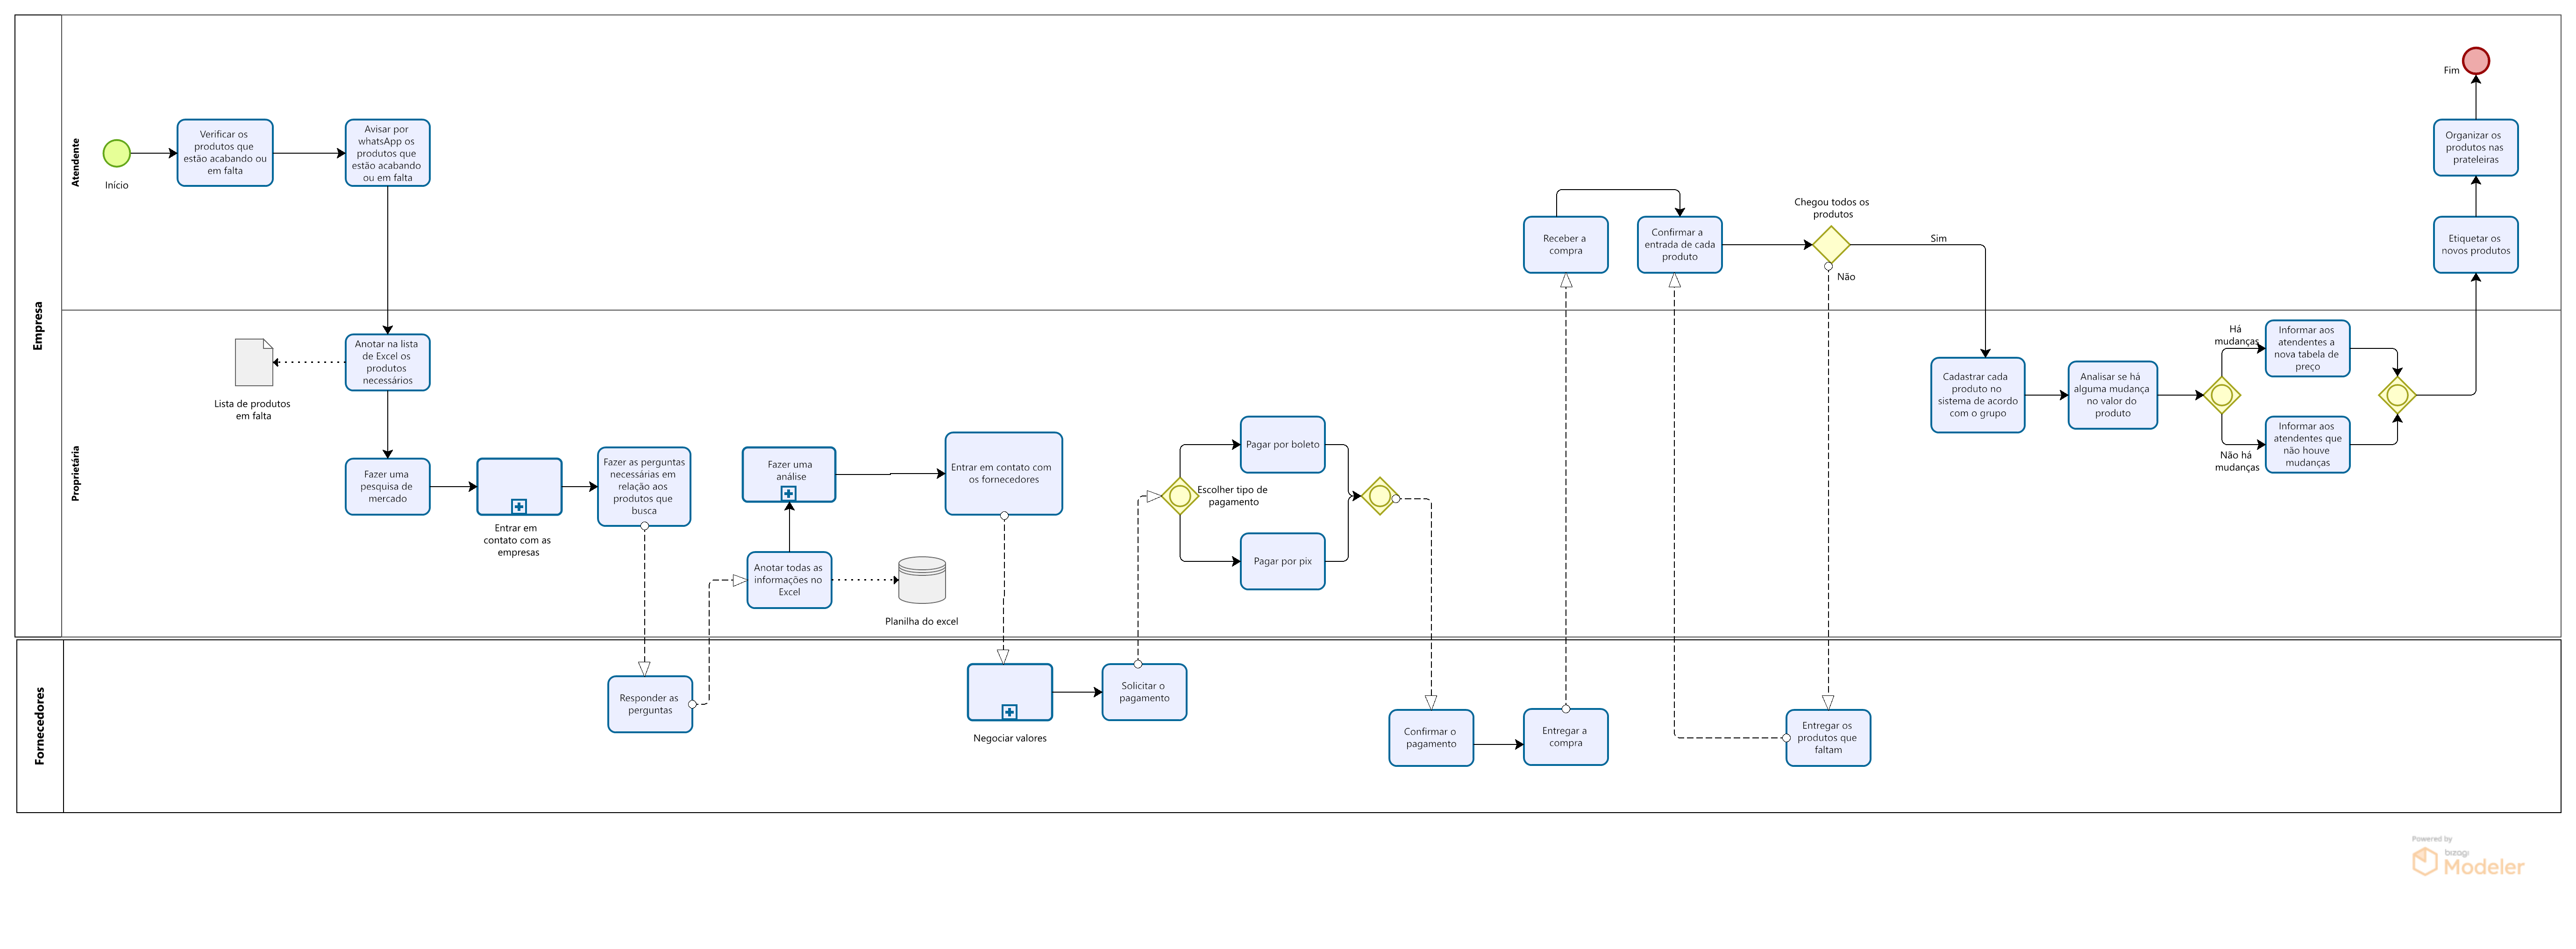 Empresa
Atendente
Início
Verificar os
produtos que
estão acabando ou
em falta
Avisar por
whatsApp os
produtos que
estão acabando
ou em falta
Receber a
compra
Confirmar a
entrada de cada
produto
Chegou todos os
produtos
Sim
Não
Fim
Organizar os
produtos nas
prateleiras
Etiquetar os
novos produtos
Proprietária
Lista de produtos
em falta
Anotar na lista
de Excel os
produtos
necessários
Fazer uma
pesquisa de
mercado
Entrar em
contato com as
empresas
Fazer as perguntas
necessárias em
relação aos
produtos que
busca
Fazer uma
análise
Anotar todas as
informações no
Excel
Planilha do excel
Entrar em contato com
os fornecedores
Escolher tipo de
pagamento
Pagar por boleto
Pagar por pix
Cadastrar cada
produto no
sistema de acordo
com o grupo
Analisar se há
alguma mudança
no valor do
produto
Há
mudanças
Não há
mudanças
Informar aos
atendentes a
nova tabela de
preço
Informar aos
atendentes que
não houve
mudanças
Fornecedores
Responder as
perguntas
Negociar valores
Solicitar o
pagamento
Confirmar o
pagamento
Entregar a
compra
Entregar os
produtos que
faltam
Powered by
bizagi
Modeler